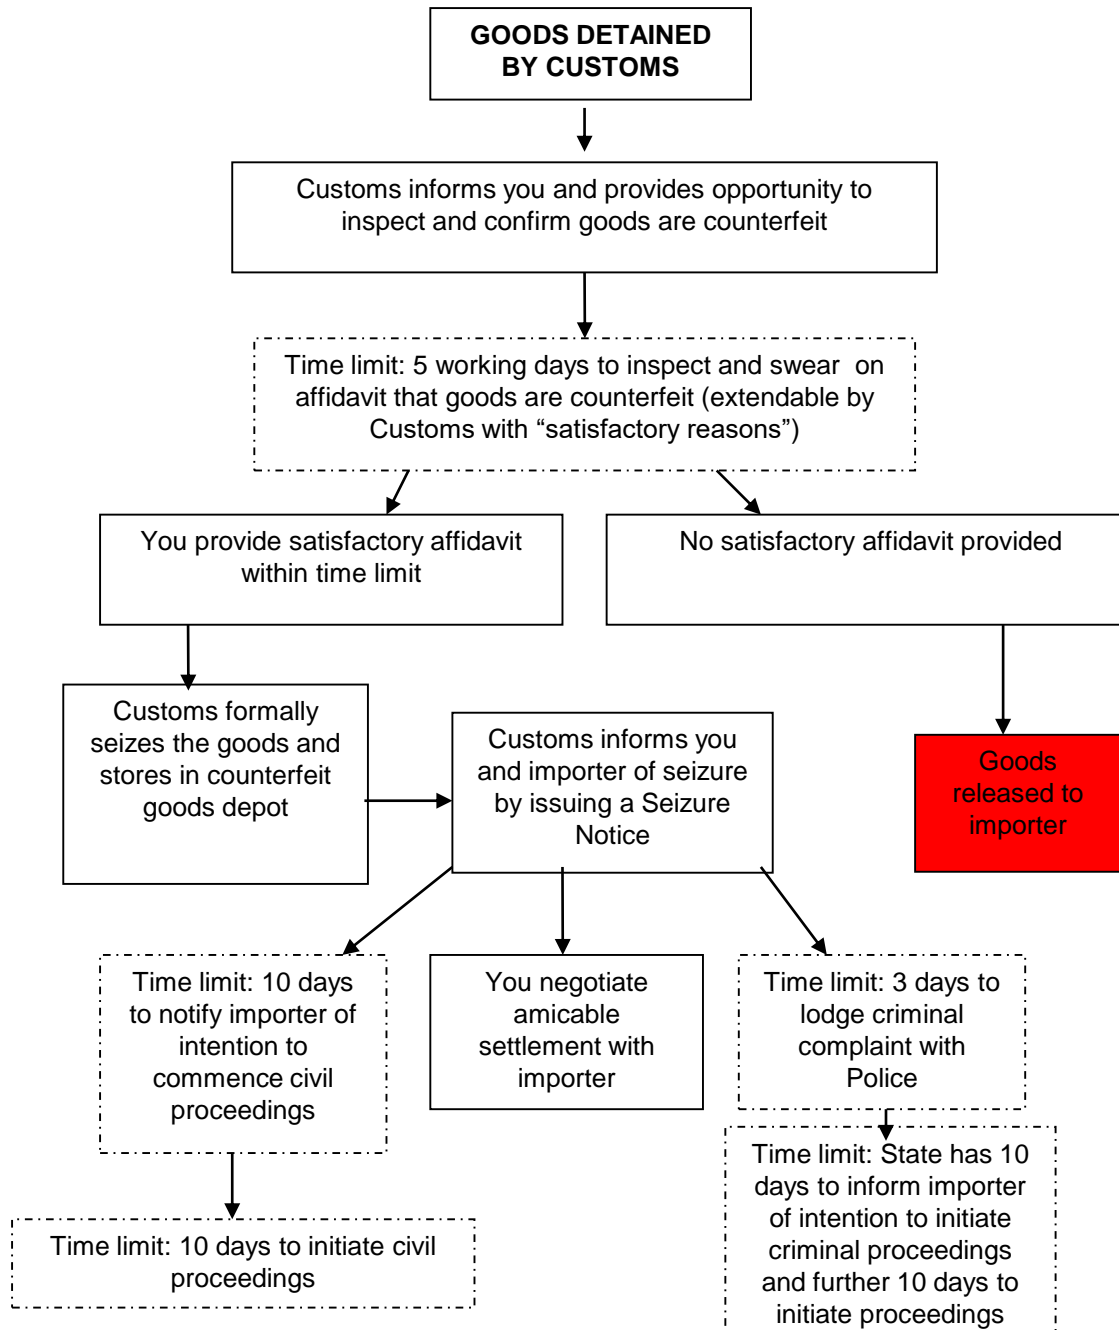 GOODS DETAINED
BY CUSTOMS
Customs informs you and provides opportunity to
inspect and confirm goods are counterfeit
Time limit: 5 working days to inspect and swear  on
affidavit that goods are counterfeit (extendable by
Customs with “satisfactory reasons”)
You provide satisfactory affidavit
within time limit
No satisfactory affidavit provided
Customs formally
seizes the goods and
stores in counterfeit
goods depot
Customs informs you
and importer of seizure
by issuing a Seizure
Notice
Goods
released to
importer
Time limit: 10 days
to notify importer of
intention to
commence civil
proceedings
You negotiate
amicable
settlement with
importer
Time limit: 3 days to
lodge criminal
complaint with
Police
Time limit: 10 days to initiate civil
proceedings
Time limit: State has 10
days to inform importer
of intention to initiate
criminal proceedings
and further 10 days to
initiate proceedings